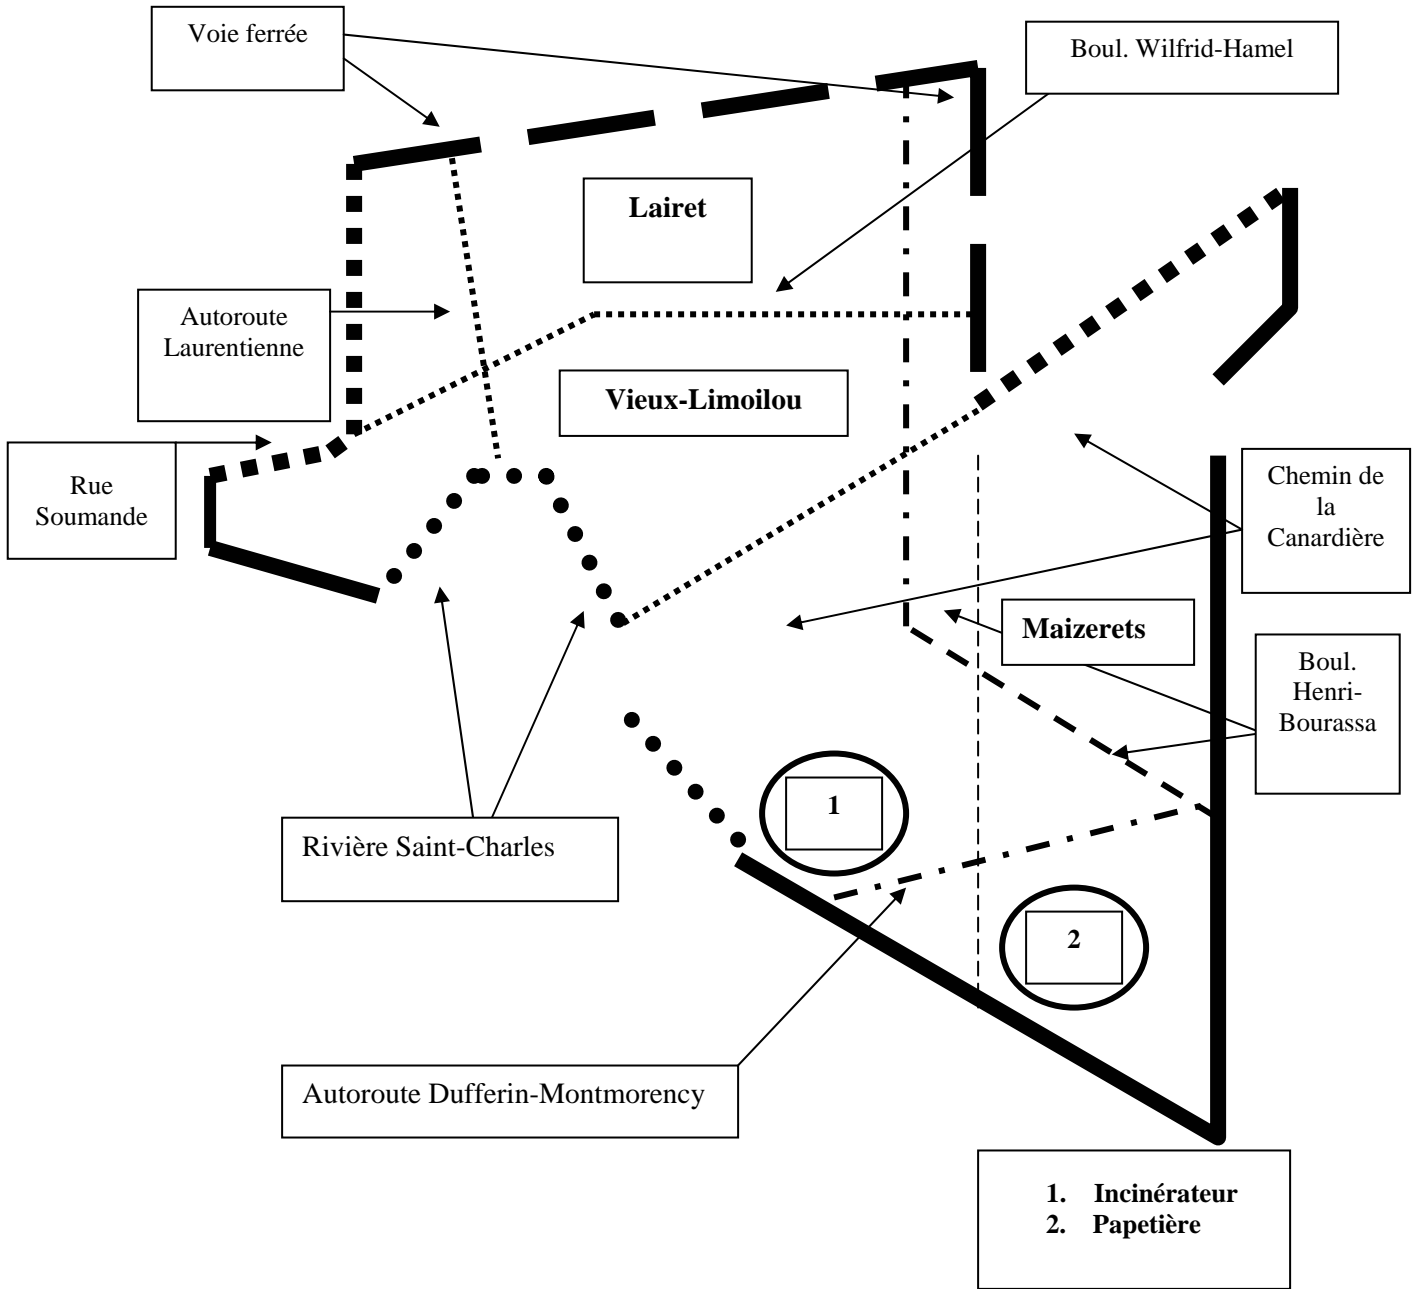 Voie ferrée
Boul. Wilfrid-Hamel
Lairet
Autoroute
Laurentienne
Vieux-Limoilou
Rue
Soumande
Chemin de
la
Canardière
Maizerets
Boul.
Henri-
Bourassa
1
Rivière Saint-Charles
2
Autoroute Dufferin-Montmorency
1. Incinérateur
2. Papetière